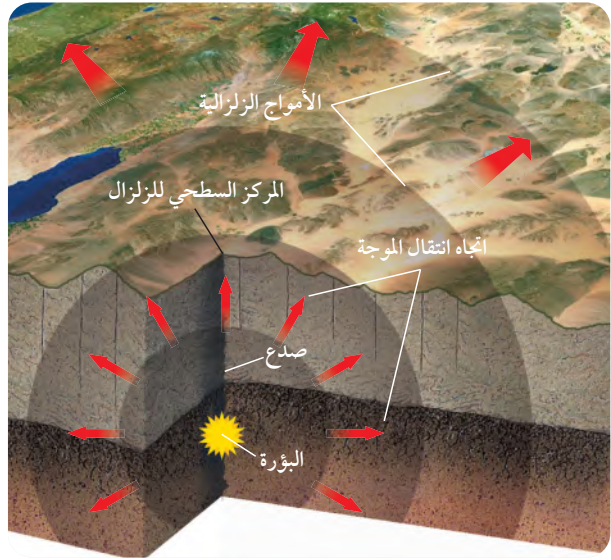 الأمواج الزلزالية
المركز السطحي للزلزال
اتجاه انتقال الموجة
صدع
البؤرة